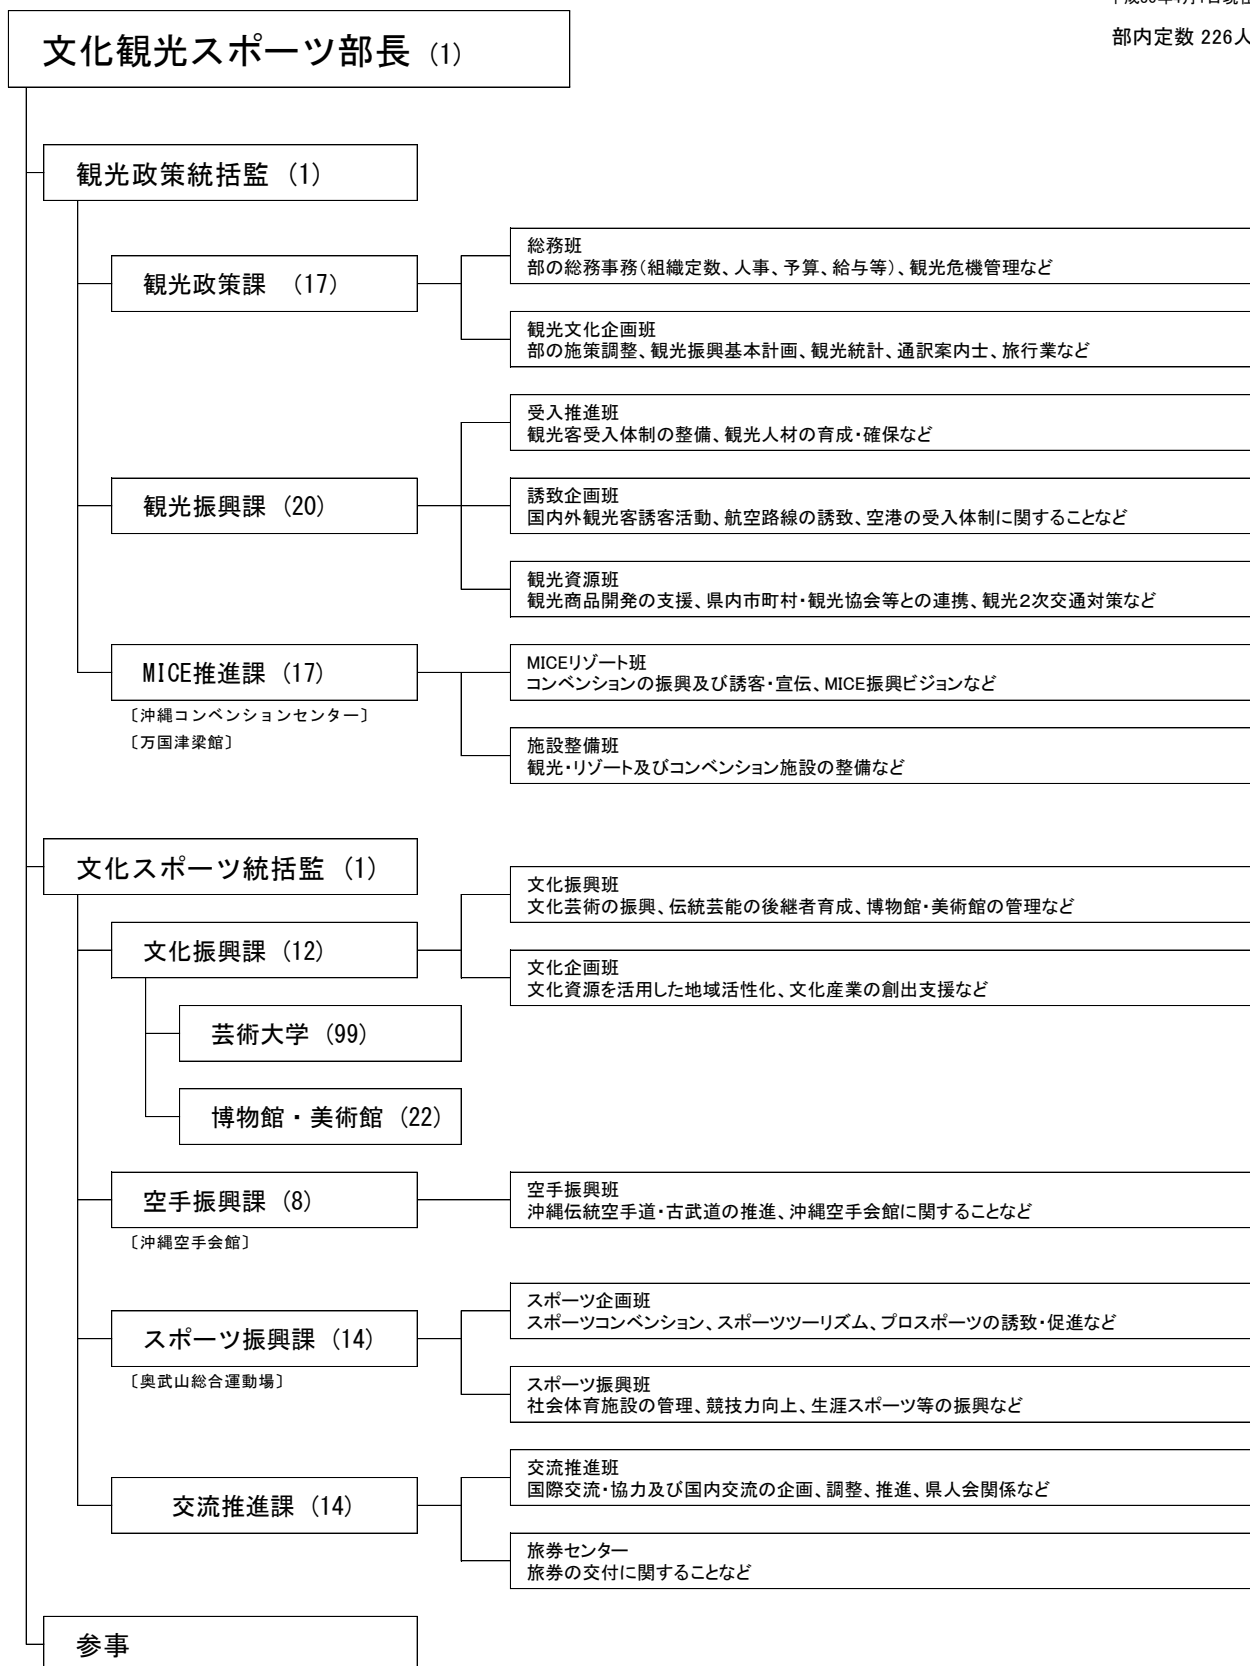 部内定数 226人
文化観光スポーツ部長 (1)
観光政策統括監 (1)
観光政策課 (17)
総務班
部の総務事務(組織定数、人事、予算、給与等)、観光危機管理など
観光文化企画班
部の施策調整、観光振興基本計画、観光統計、通訳案内士、旅行業など
観光振興課 (20)
受入推進班
観光客受入体制の整備、観光人材の育成・確保など
誘致企画班
国内外観光客誘客活動、航空路線の誘致、空港の受入体制に関することなど
観光資源班
観光商品開発の支援、県内市町村・観光協会等との連携、観光2次交通対策など
MICE推進課 (17)
〔沖縄コンベンションセンター〕
〔万国津梁館〕
MICEリゾート班
コンベンションの振興及び誘客・宣伝、MICE振興ビジョンなど
施設整備班
観光・リゾート及びコンベンション施設の整備など
文化スポーツ統括監 (1)
文化振興課 (12)
文化振興班
文化芸術の振興、伝統芸能の後継者育成、博物館・美術館の管理など
文化企画班
文化資源を活用した地域活性化、文化産業の創出支援など
芸術大学 (99)
博物館・美術館 (22)
空手振興課 (8)
〔沖縄空手会館〕
空手振興班
沖縄伝統空手道・古武道の推進、沖縄空手会館に関することなど
スポーツ振興課 (14)
〔奥武山総合運動場〕
スポーツ企画班
スポーツコンベンション、スポーツツーリズム、プロスポーツの誘致・促進など
スポーツ振興班
社会体育施設の管理、競技力向上、生涯スポーツ等の振興など
交流推進課 (14)
交流推進班
国際交流・協力及び国内交流の企画、調整、推進、県人会関係など
旅券センター
旅券の交付に関することなど
参事